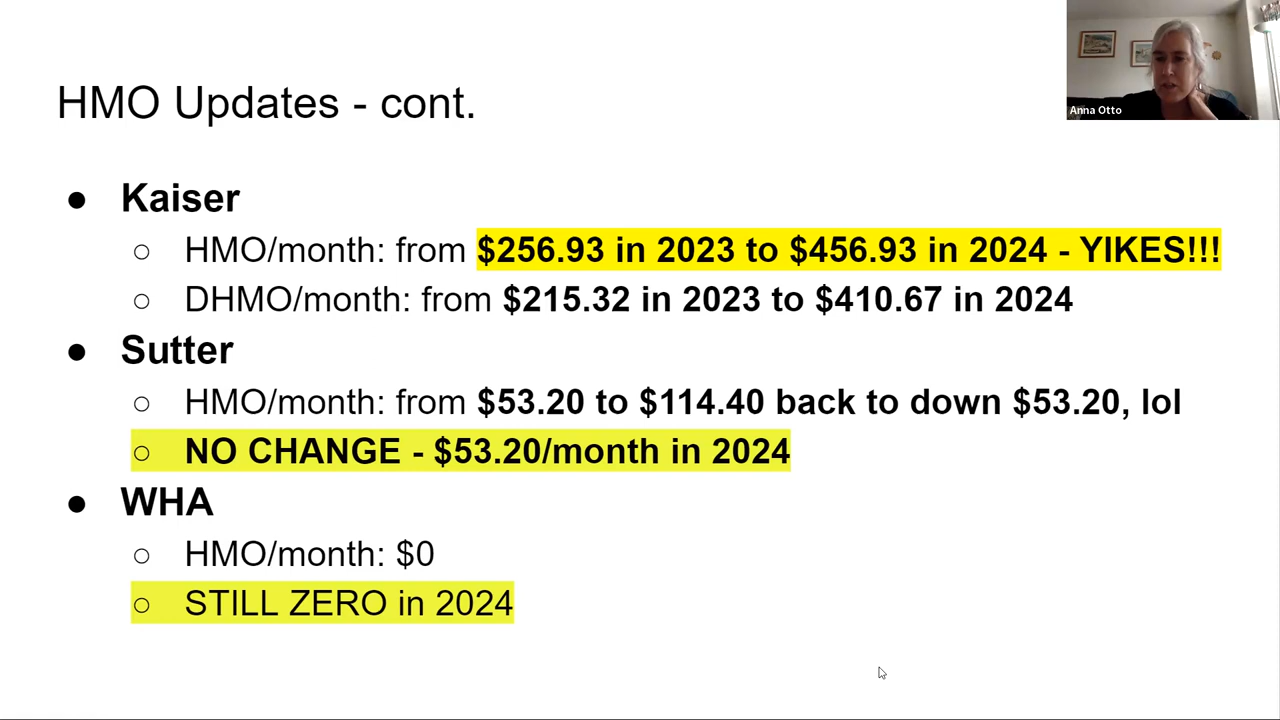 HMO Updates - cont.
Anna Otto
● Kaiser
○ HMO/month: from $256.93 in 2023 to $456.93 in 2024 - YIKES!!!
○ DHMO/month: from $215.32 in 2023 to $410.67 in 2024
● Sutter
○ HMO/month: from $53.20 to $114.40 back to down $53.20, lol
○ NO CHANGE - $53.20/month in 2024
● WHA
○ HMO/month: $0
○ STILL ZERO in 2024